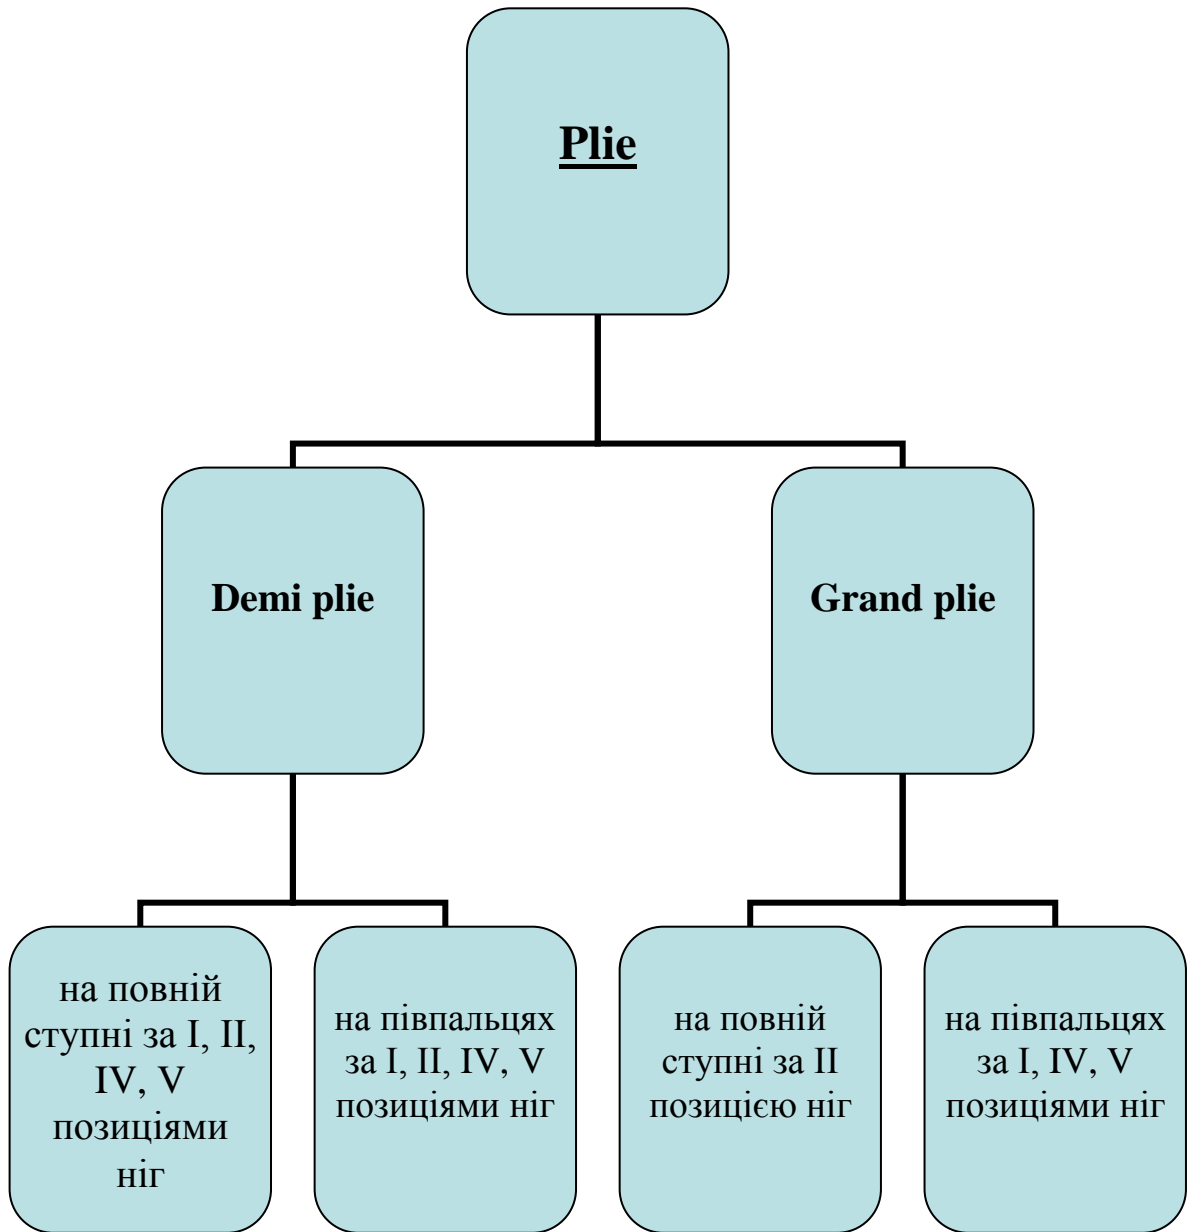 Plie
Demi plie
Grand plie
на повній
ступні за I, II,
IV, V
позиціями
ніг
на півпальцях
за I, II, IV, V
позиціями ніг
на повній
ступні за II
позицією ніг
на півпальцях
за I, IV, V
позиціями ніг